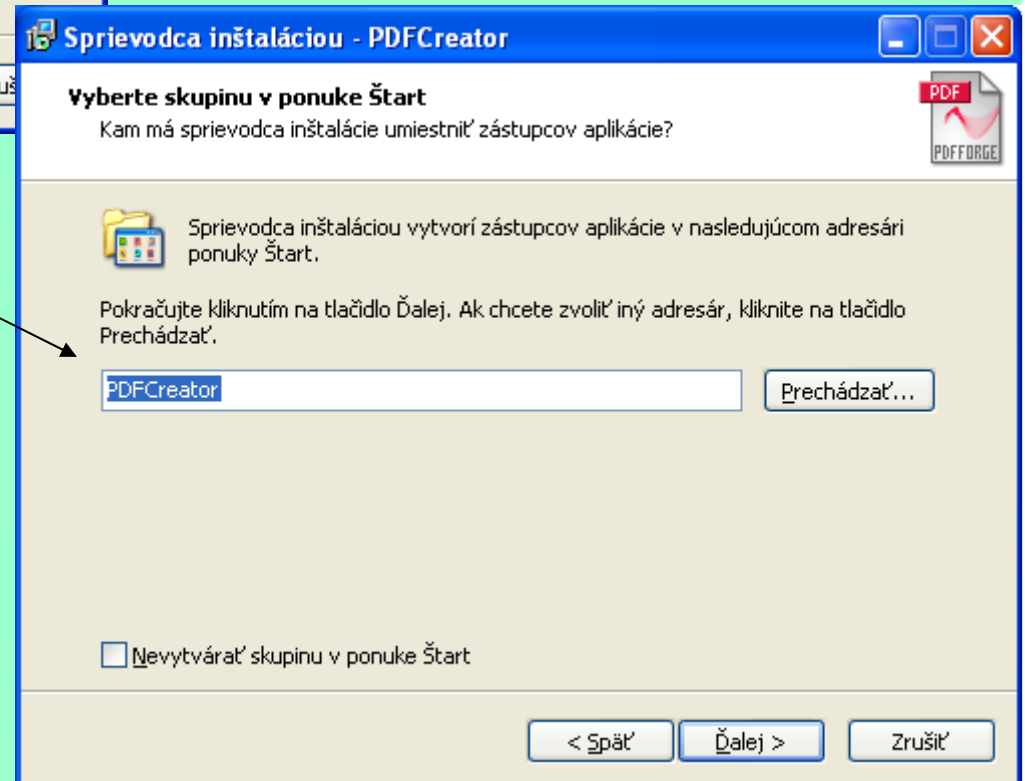 Sprievodca inštaláciou - PDFCreator
Vyberte skupinu v ponuke Štart
Kam má sprievodca inštalácie umiestniť zástupcov aplikácie?
PDF
PDFFORGE
Sprievodca inštaláciou vytvorí zástupcov aplikácie v nasledujúcom adresári
ponuky Štart.
Pokračujte kliknutím na tlačidlo Ďalej. Ak chcete zvoliť iný adresár, kliknite na tlačidlo
Prechádzať.
PDFCreator
Prechádzať...
Nevytvárať skupinu v ponuke Štart
< Späť
Ďalej >
Zrušiť